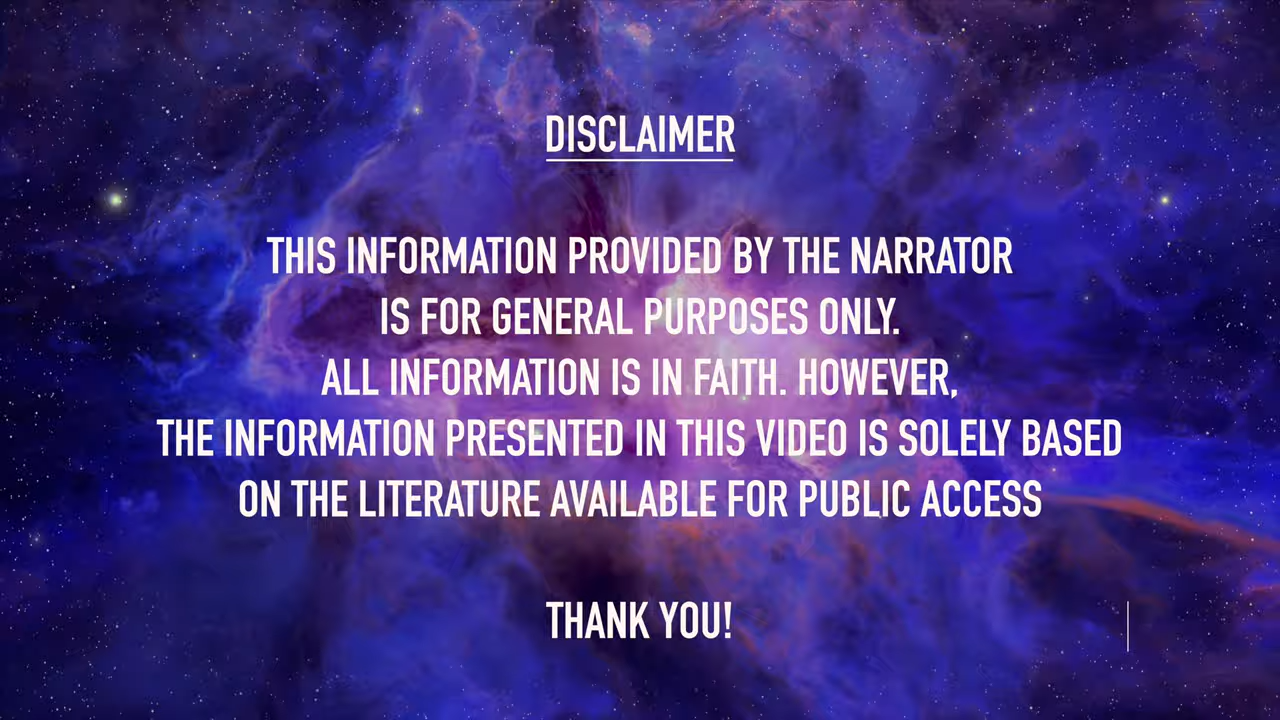 DISCLAIMER
THIS INFORMATION PROVIDED BY THE NARRATOR
IS FOR GENERAL PURPOSES ONLY.
ALL INFORMATION IS IN FAITH. HOWEVER,
THE INFORMATION PRESENTED IN THIS VIDEO IS SOLELY BASED
ON THE LITERATURE AVAILABLE FOR PUBLIC ACCESS
THANK YOU!